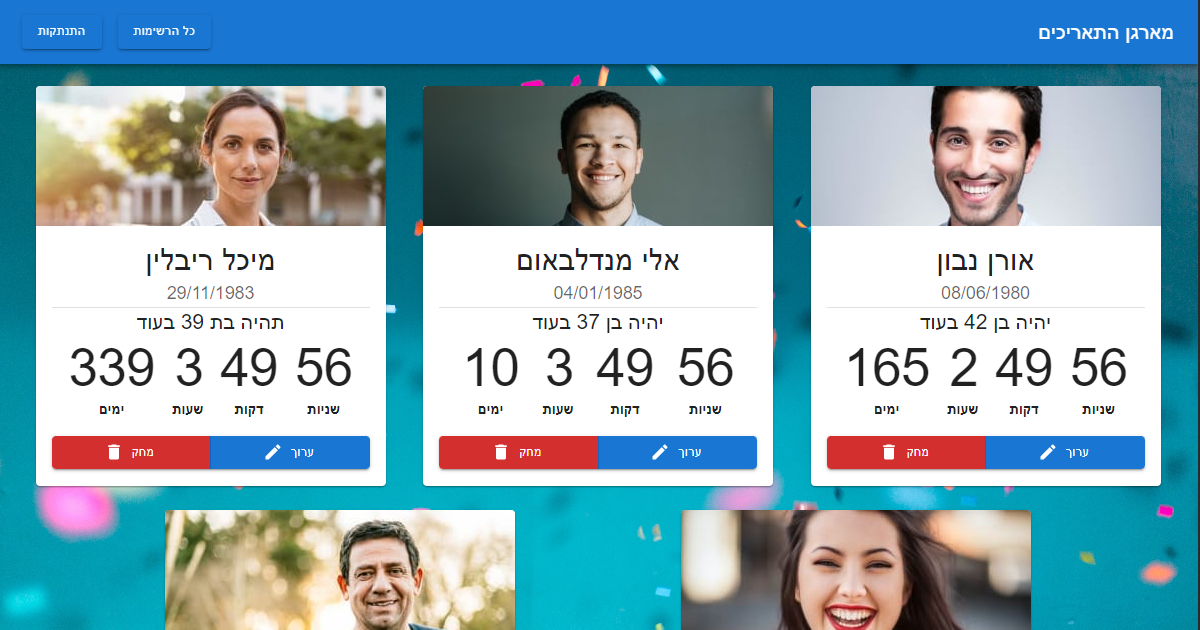 מארגן התאריכים
כל הרשימות
התנתקות
אורן נבון
08/06/1980
יהיה בן 42 בעוד
165 2 49 56
ימים שעות דקות שניות
מחק ערוך
אלי מנדלבאום
04/01/1985
יהיה בן 37 בעוד
10 3 49 56
ימים שעות דקות שניות
מחק ערוך
מיכל ריבלין
29/11/1983
תהיה בת 39 בעוד
339 3 49 56
ימים שעות דקות שניות
מחק ערוך